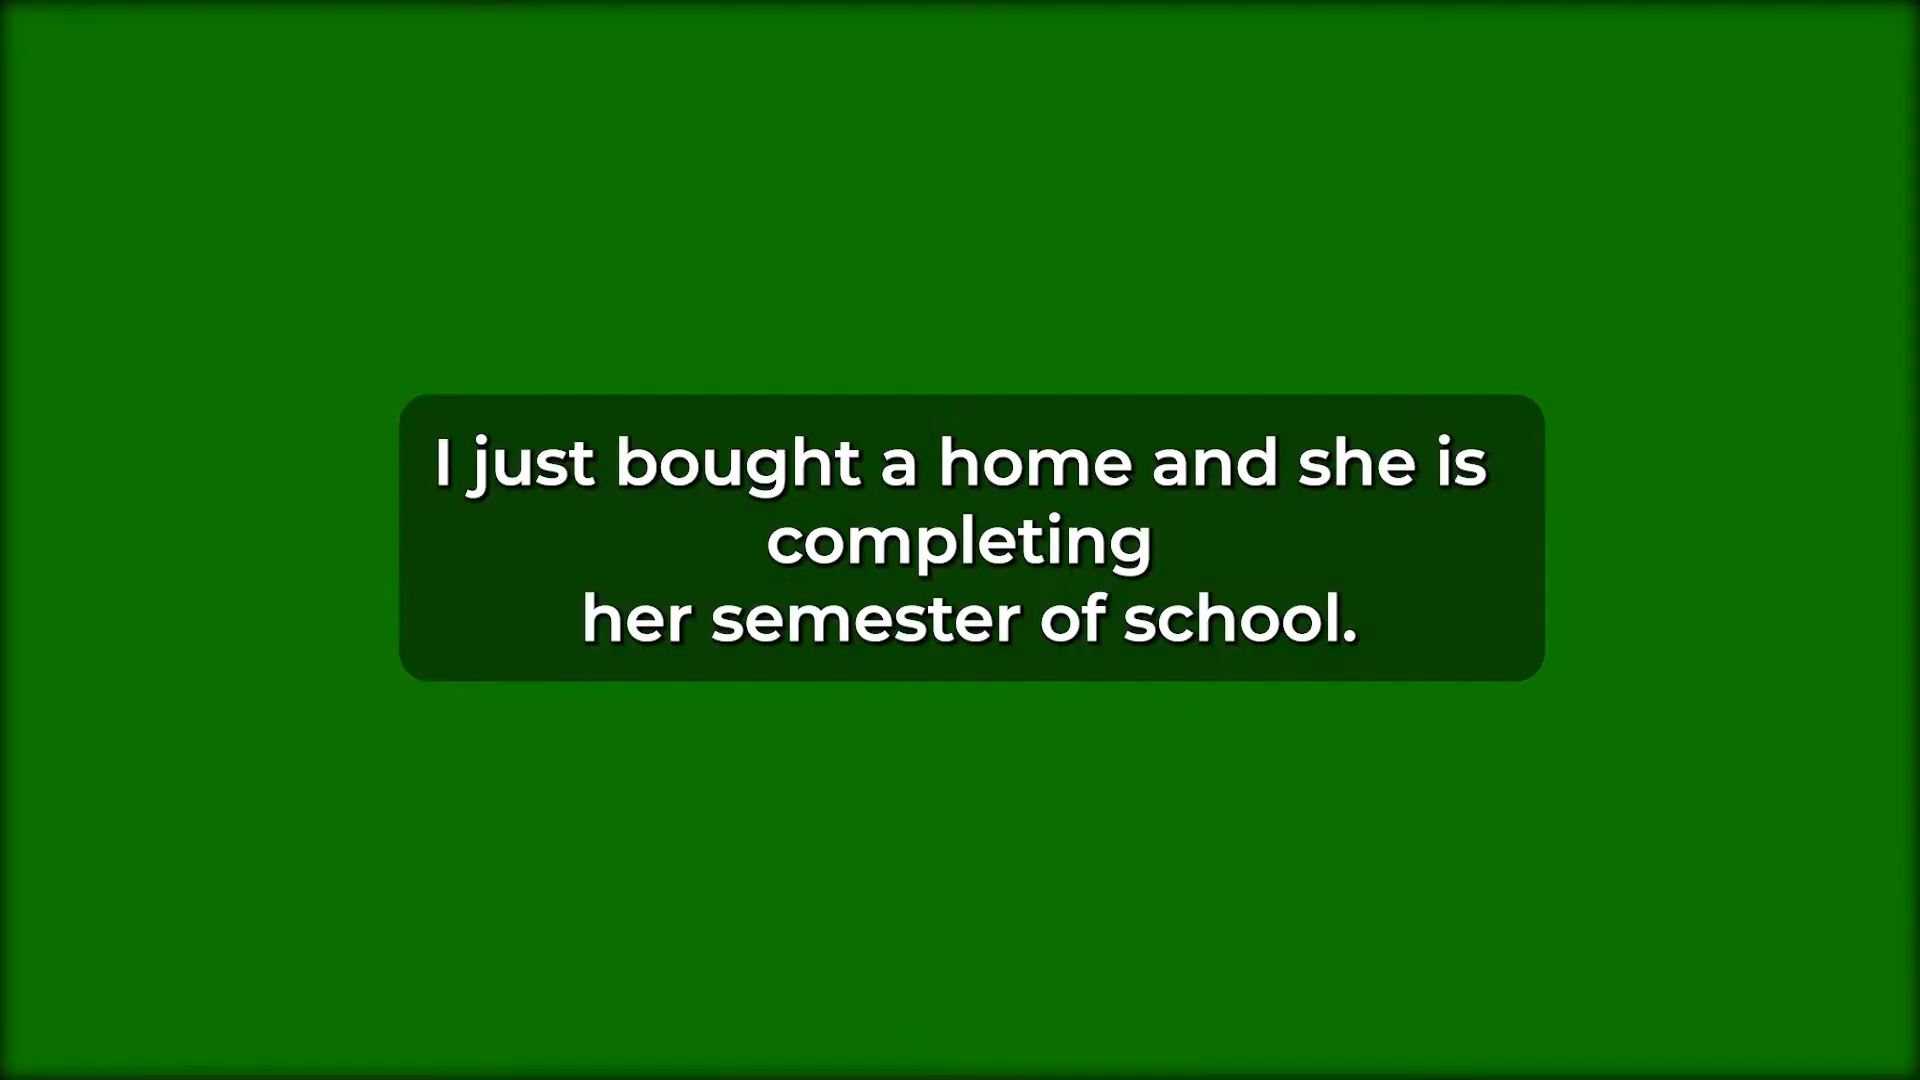 I just bought a home and she is
completing
her semester of school.